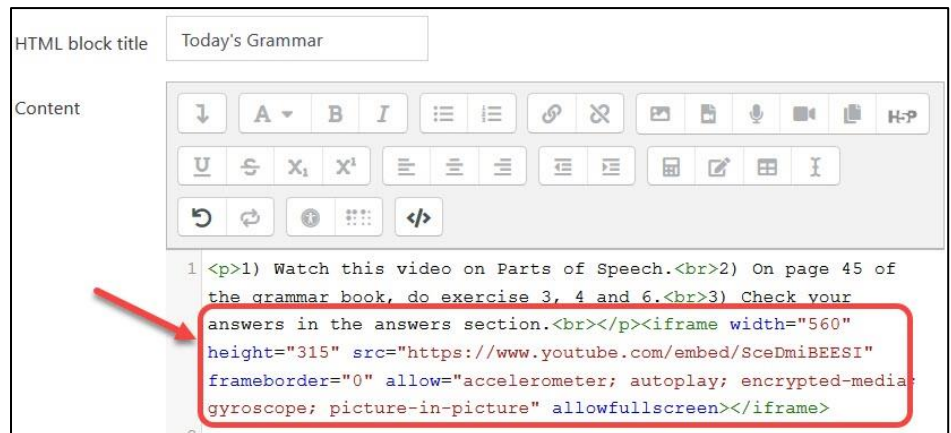 HTML block title Today's Grammar
Content
A B I H-P
U S X₁ X¹
</>
1 <p>1) Watch this video on Parts of Speech.<br>2) On page 45 of
the grammar book, do exercise 3, 4 and 6.<br>3) Check your
answers in the answers section.<br></p><iframe width="560"
height="315" src="https://www.youtube.com/embed/SceDmiBEESI"
frameborder="0" allow="accelerometer; autoplay; encrypted-media;
gyroscope; picture-in-picture" allowfullscreen></iframe>